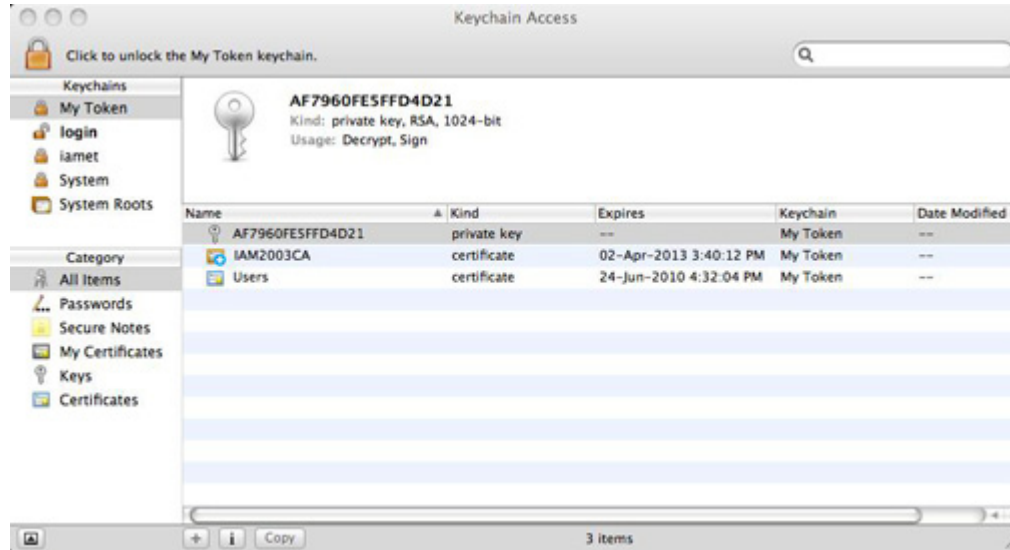 Keychain Access
Click to unlock the My Token keychain.
Keychains
My Token
login
iamet
System
System Roots
Category
All Items
Passwords
Secure Notes
My Certificates
Keys
Certificates
AF7960FE5FFD4D21
Kind: private key, RSA, 1024-bit
Usage: Decrypt, Sign
Name Kind Expires Keychain Date Modified
AF7960FE5FFD4D21 private key -- My Token --
IAM2003CA certificate 02-Apr-2013 3:40:12 PM My Token --
Users certificate 24-Jun-2010 4:32:04 PM My Token --
+ i Copy 3 items